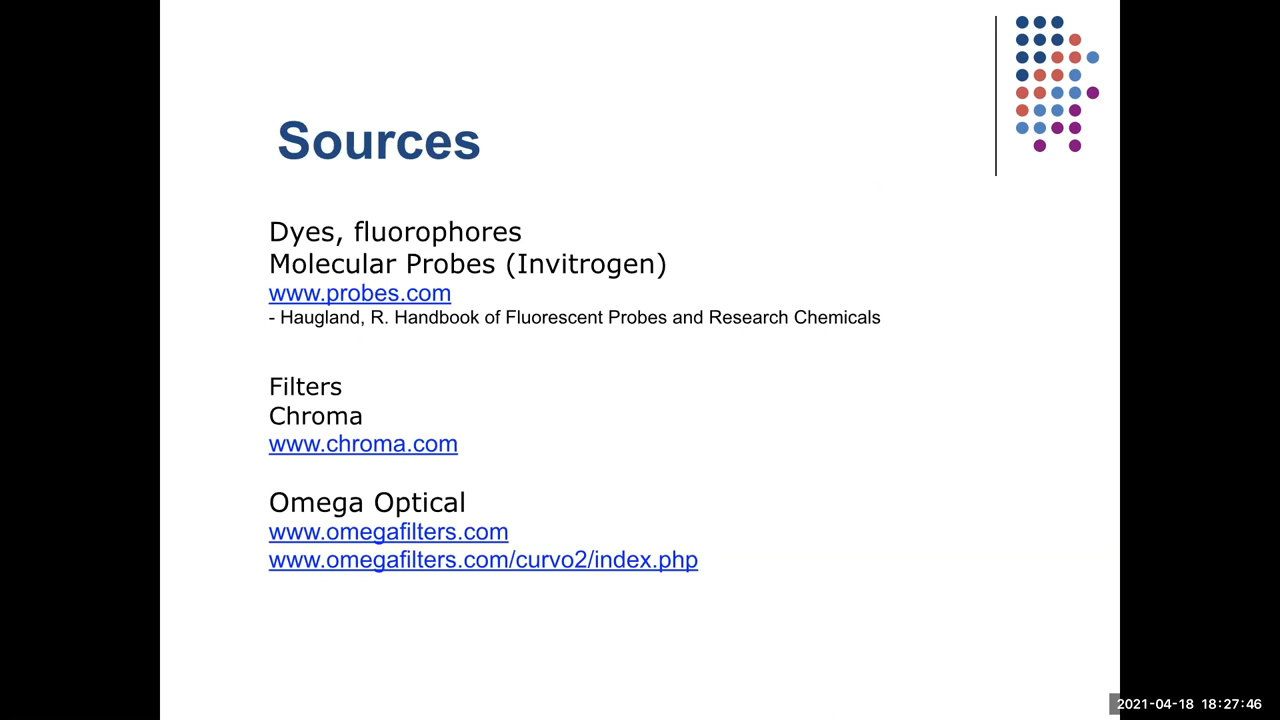 Sources
Dyes, fluorophores
Molecular Probes (Invitrogen)
www.probes.com
- Haugland, R. Handbook of Fluorescent Probes and Research Chemicals
Filters
Chroma
www.chroma.com
Omega Optical
www.omegafilters.com
www.omegafilters.com/curvo2/index.php
2021-04-18 18:27:46